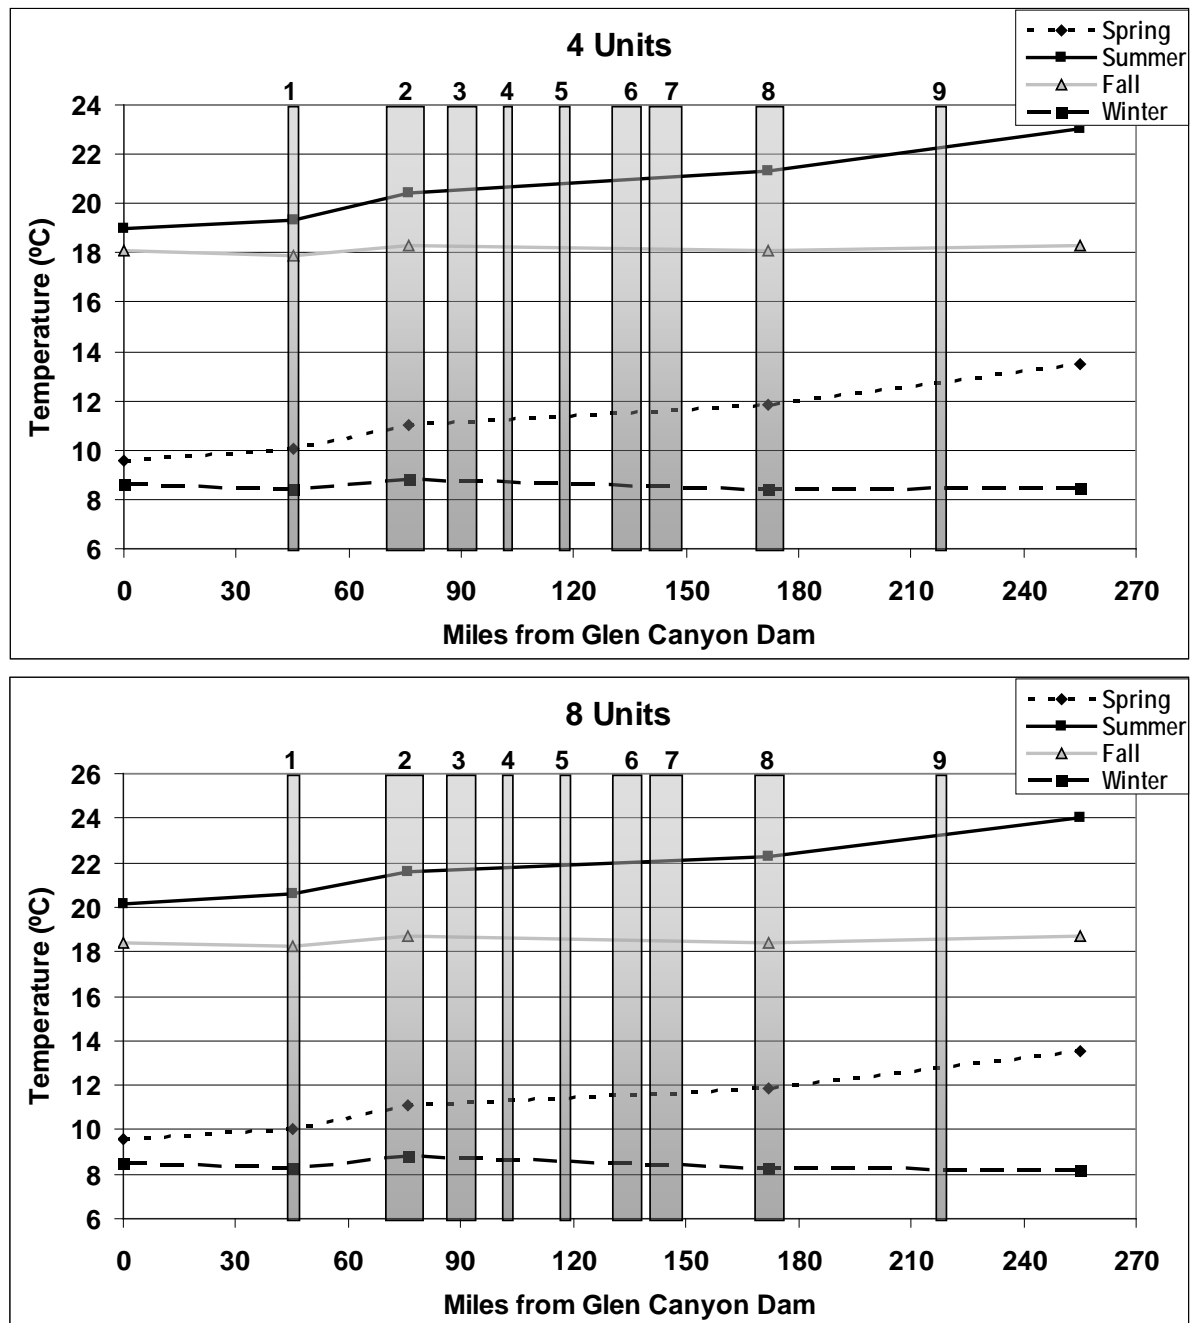 4 Units
Spring
Summer
Fall
Winter
1 2 3 4 5 6 7 8 9
24
22
20
18
16
14
12
10
8
6
Temperature (ºC)
0 30 60 90 120 150 180 210 240 270
Miles from Glen Canyon Dam
8 Units
Spring
Summer
Fall
Winter
1 2 3 4 5 6 7 8 9
26
24
22
20
18
16
14
12
10
8
6
Temperature (ºC)
0 30 60 90 120 150 180 210 240 270
Miles from Glen Canyon Dam